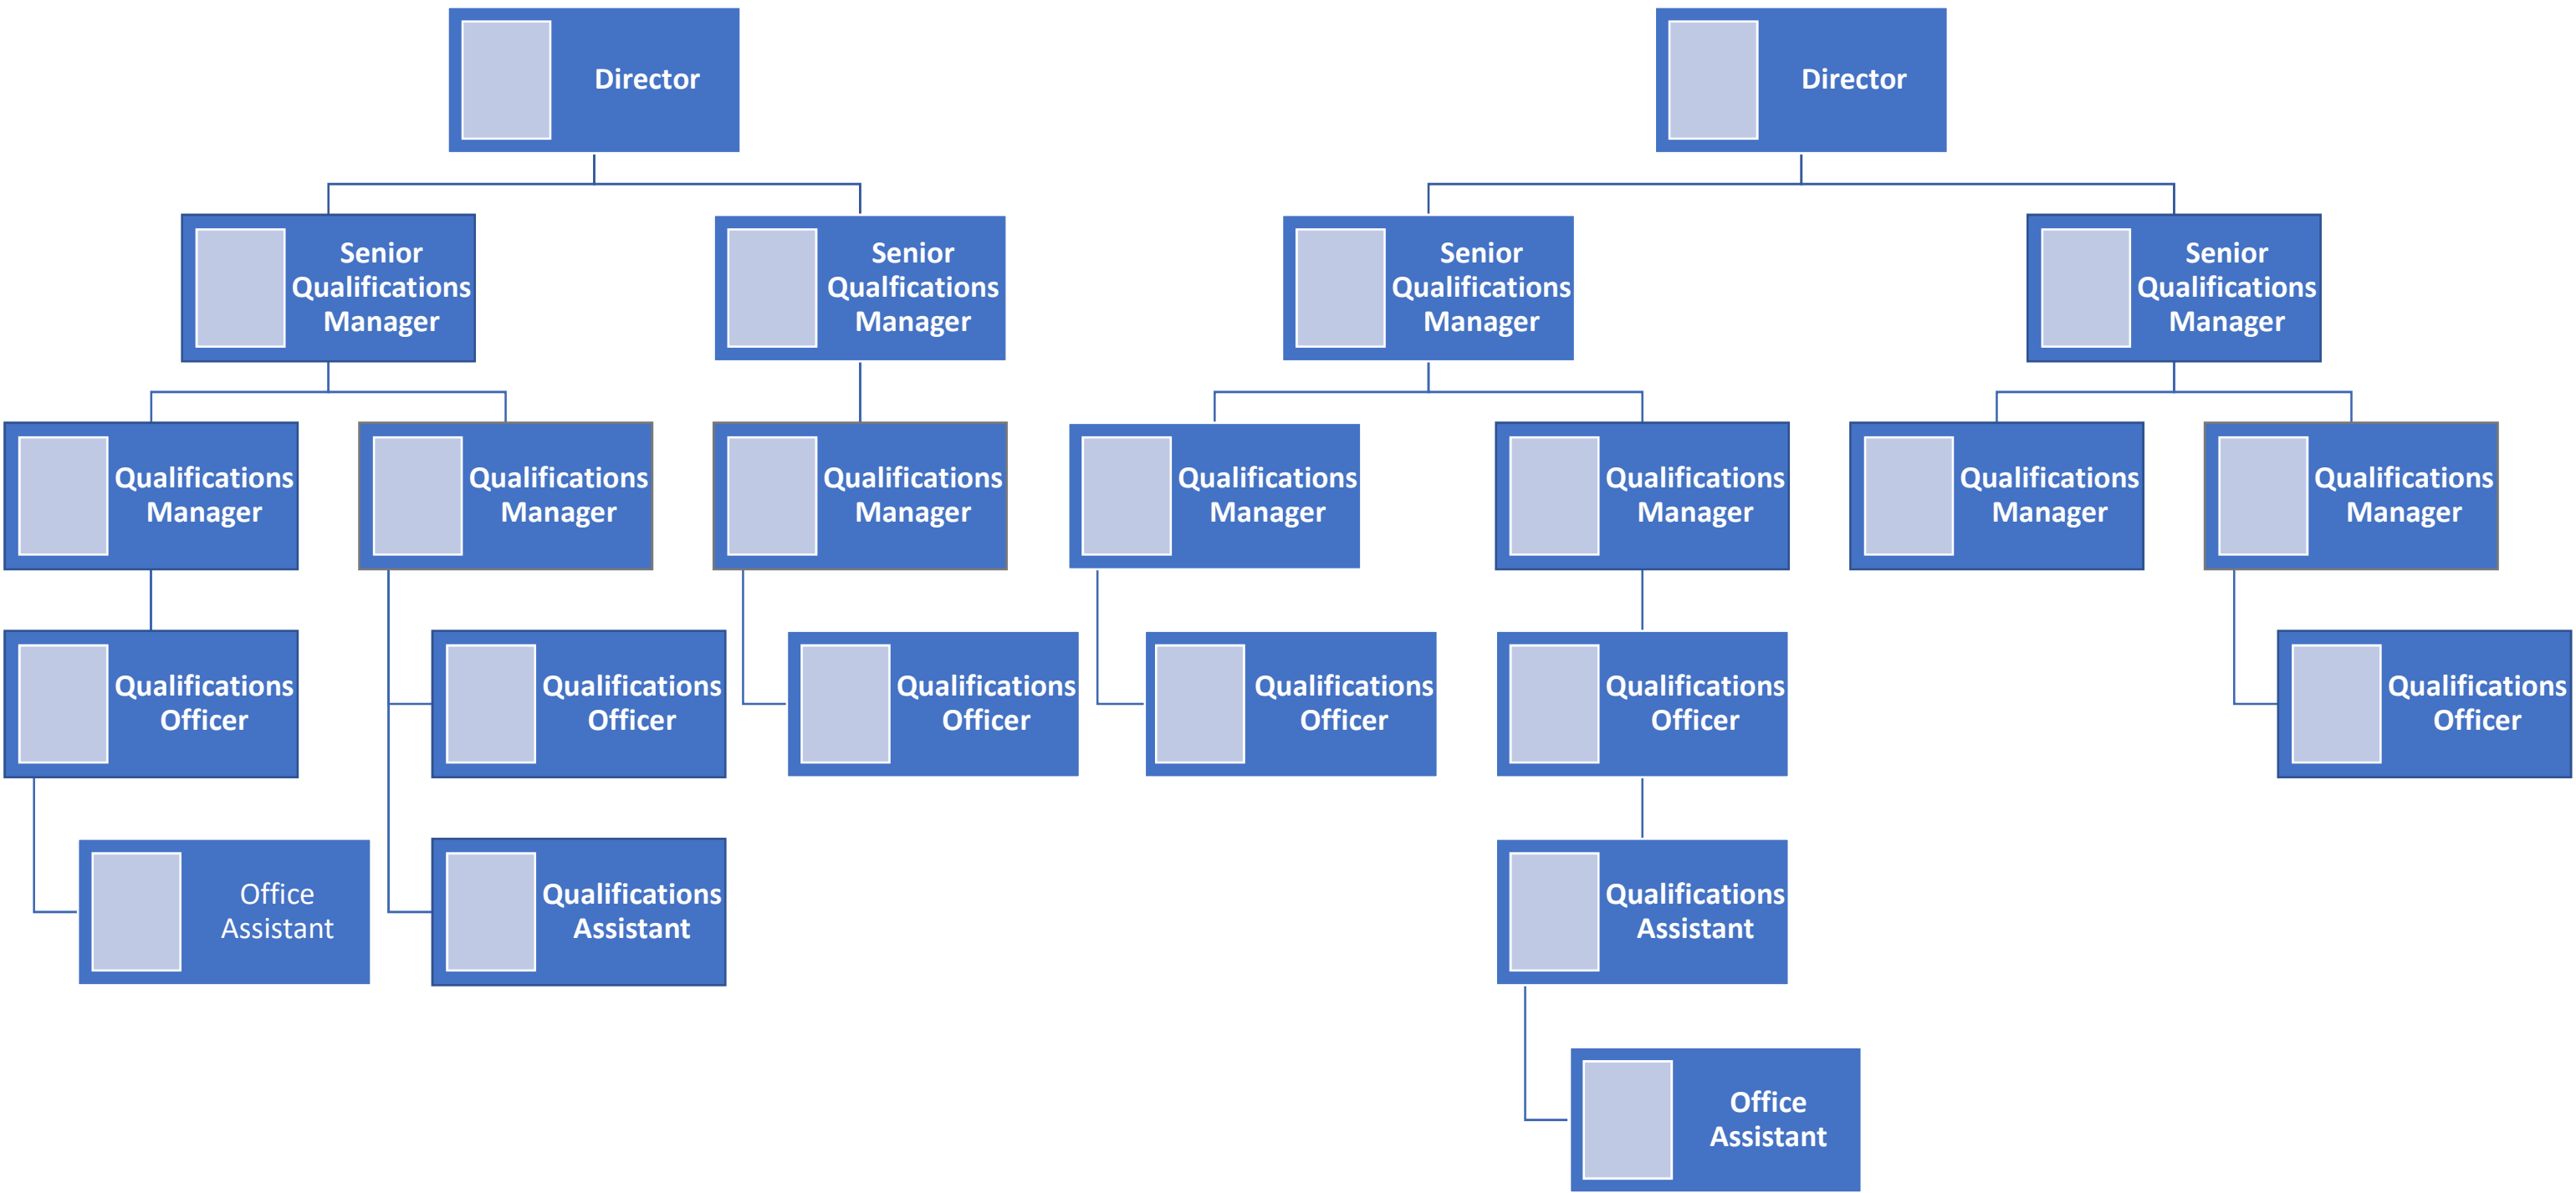 Director
Director
Senior
Qualifications
Manager
Senior
Qualfications
Manager
Senior
Qualifications
Manager
Senior
Qualifications
Manager
Qualifications
Manager
Qualifications
Manager
Qualifications
Manager
Qualifications
Manager
Qualifications
Manager
Qualifications
Manager
Qualifications
Manager
Qualifications
Officer
Qualifications
Officer
Qualifications
Officer
Qualifications
Officer
Qualifications
Officer
Qualifications
Officer
Office
Assistant
Qualifications
Assistant
Qualifications
Assistant
Office
Assistant